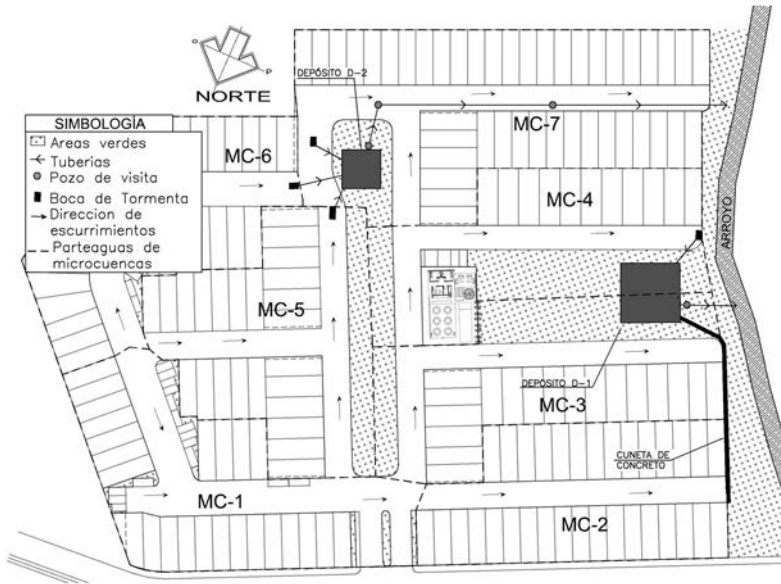 O
P
NORTE
DEPÓSITO D-2
SIMBOLOGÍA
Areas verdes
Tuberias
Pozo de visita
Boca de Tormenta
Direccion de
escurrimientos
Parteaguas de
microcuencas
MC-6
MC-7
MC-4
ARROYO
MC-5
DEPÓSITO D-1
MC-3
CUNETA DE
CONCRETO
MC-1
MC-2